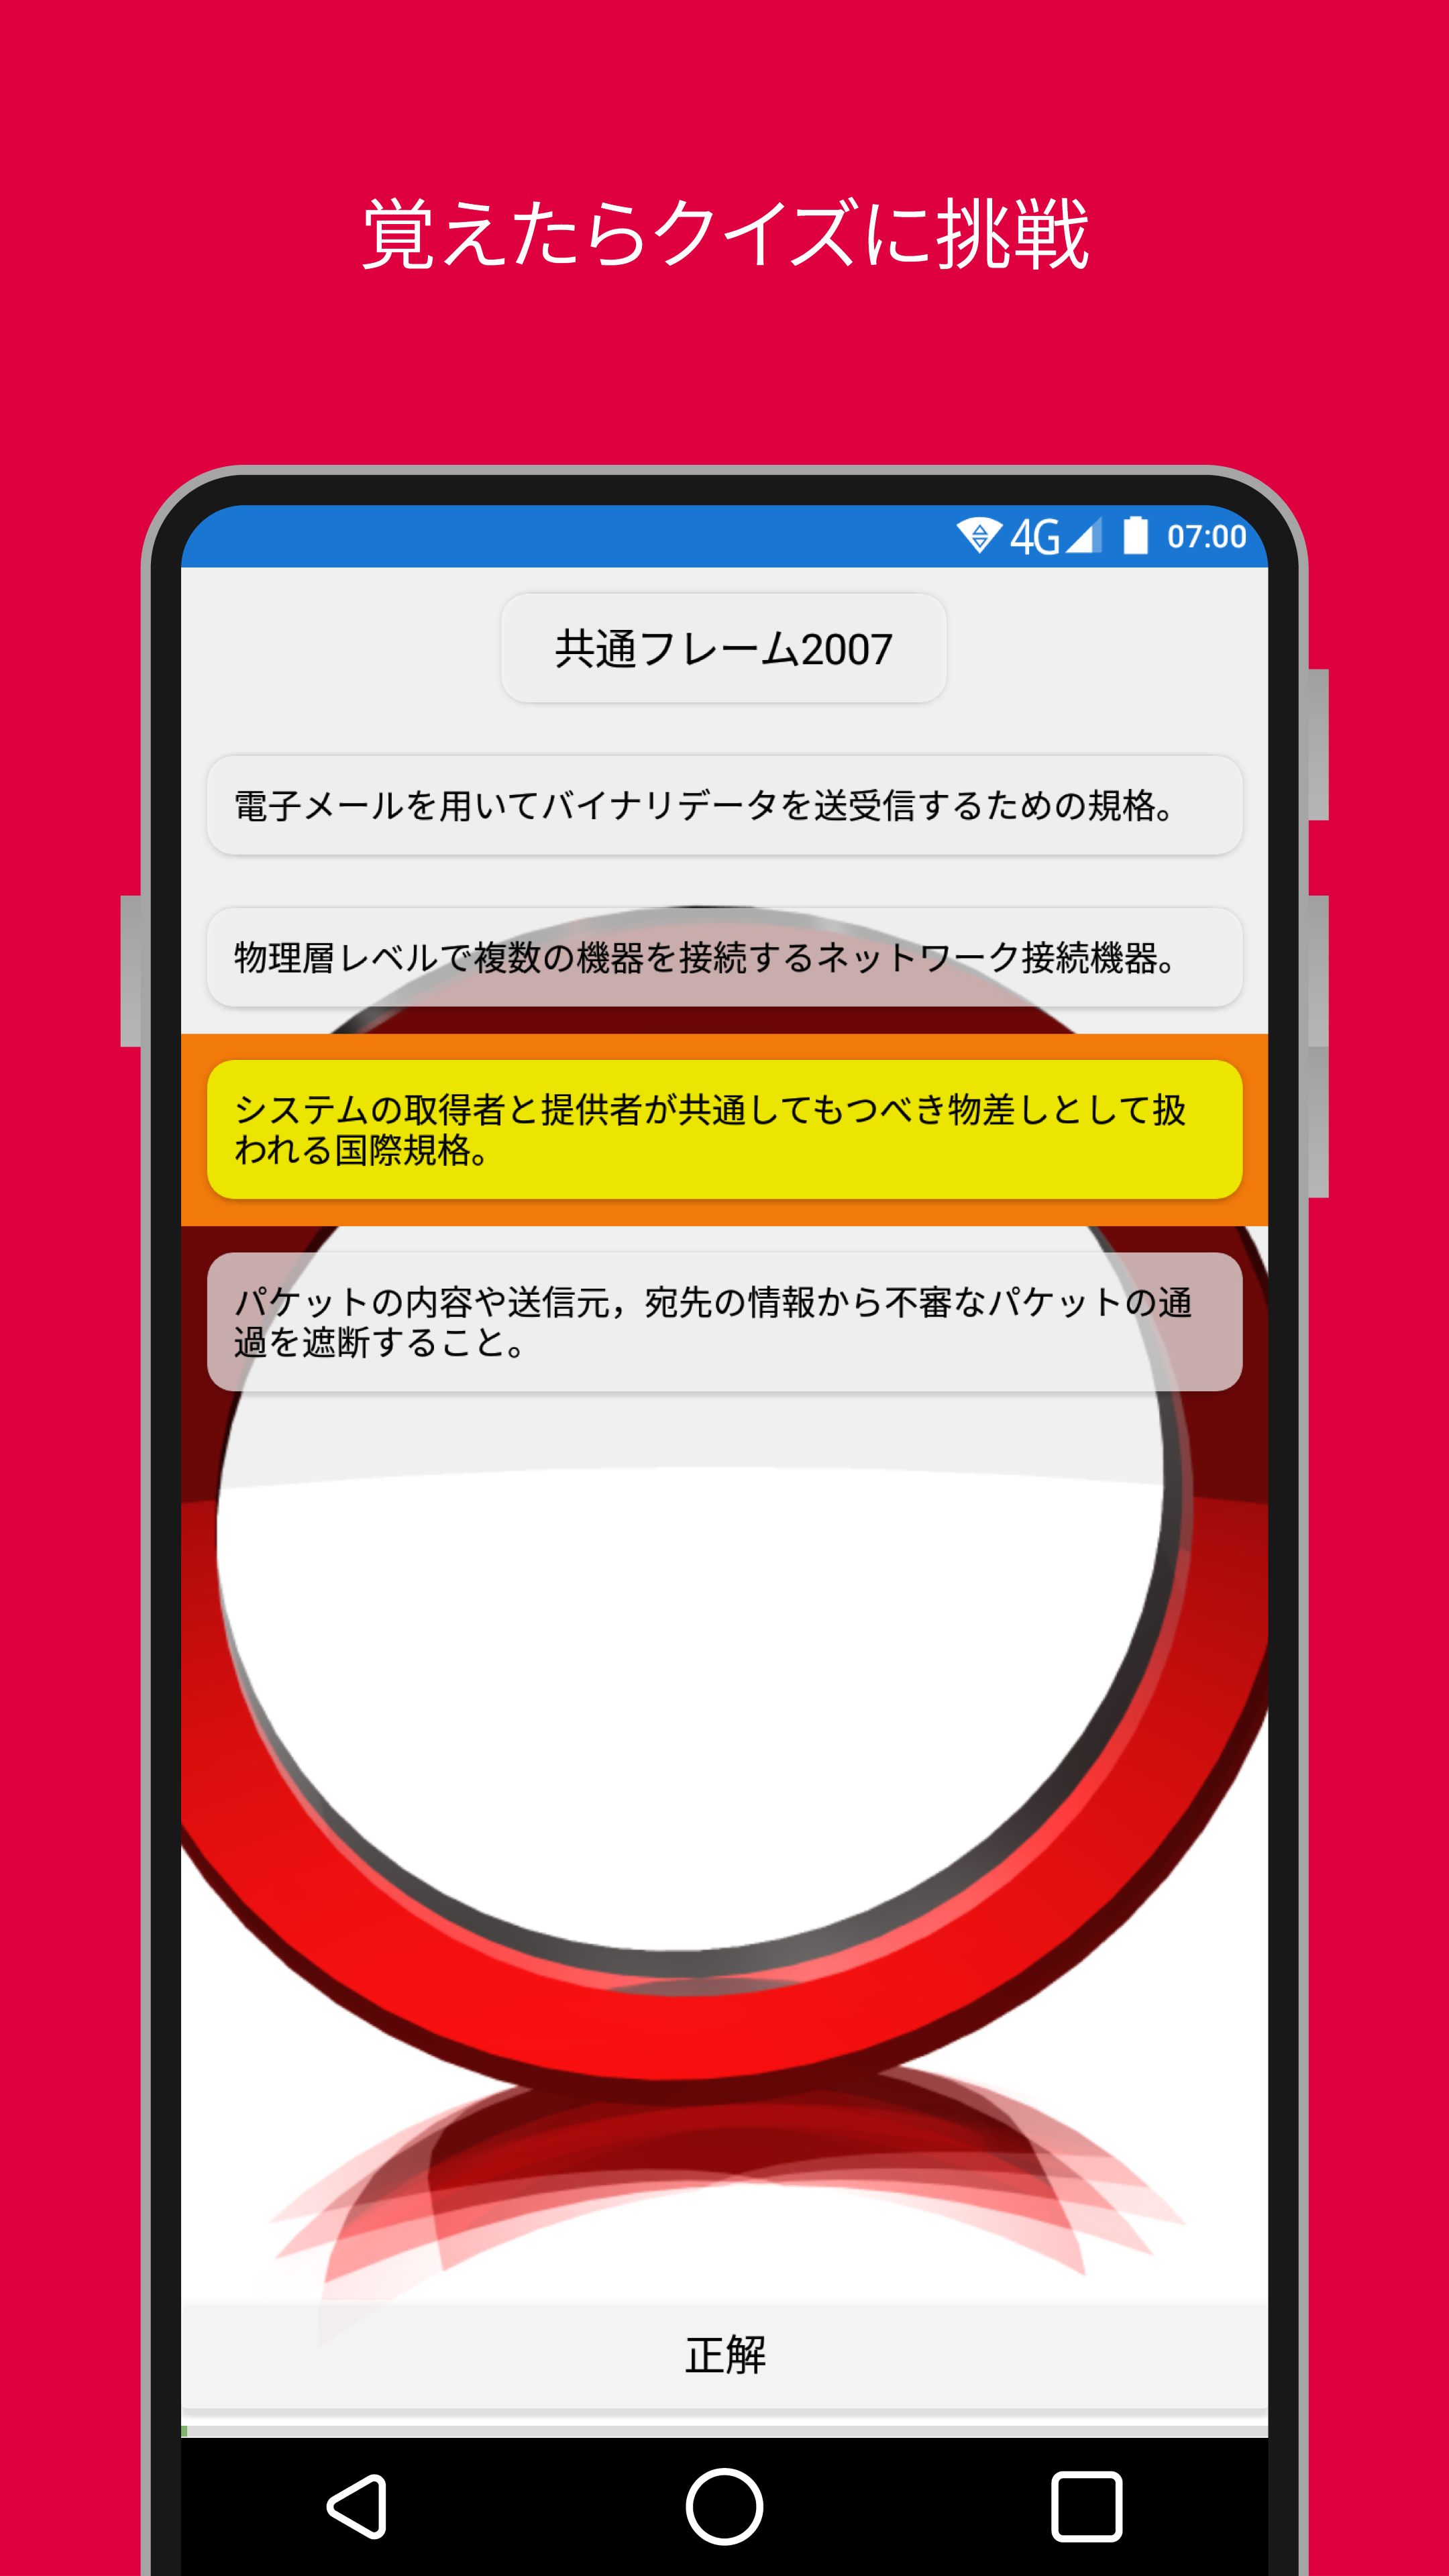 覚えたらクイズに挑戦
4G 07:00
共通フレーム2007
電子メールを用いてバイナリデータを送受信するための規格。
物理層レベルで複数の機器を接続するネットワーク接続機器。
システムの取得者と提供者が共通してもつべき物差しとして扱
われる国際規格。
パケットの内容や送信元，宛先の情報から不審なパケットの通
過を遮断すること。
正解